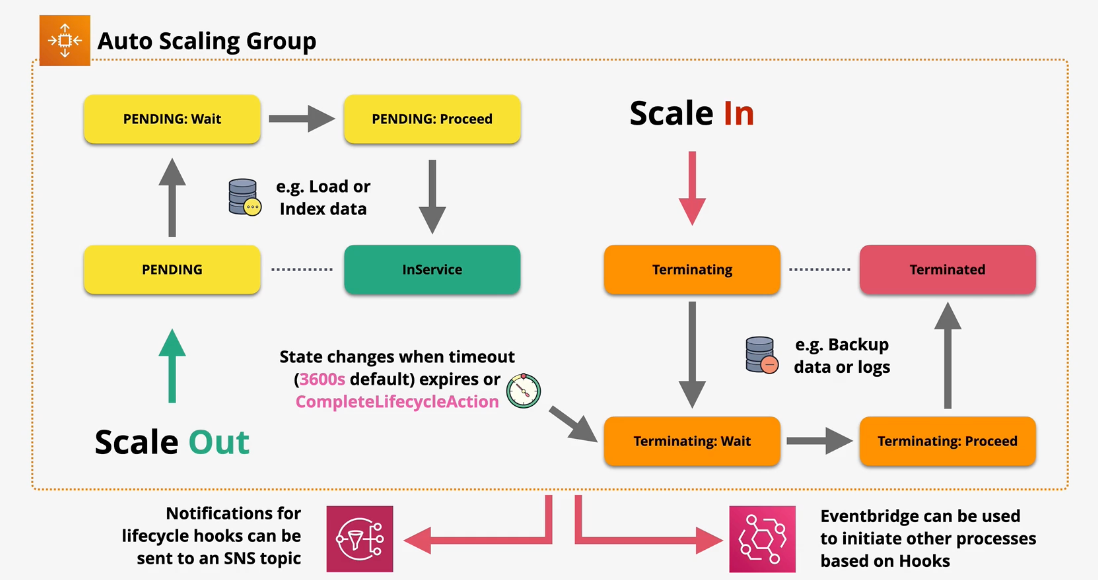 Auto Scaling Group
PENDING: Wait
PENDING: Proceed
e.g. Load or
Index data
PENDING
InService
Scale Out
Scale In
Terminating
Terminated
e.g. Backup
data or logs
State changes when timeout
(3600s default) expires or
CompleteLifecycleAction
Terminating: Wait
Terminating: Proceed
Notifications for
lifecycle hooks can be
sent to an SNS topic
Eventbridge can be used
to initiate other processes
based on Hooks